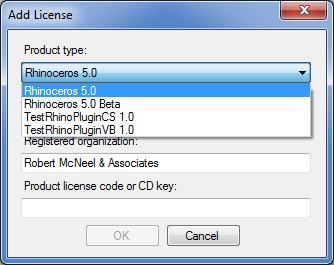 Add License
Product type:
Rhinoceros 5.0
Rhinoceros 5.0
Rhinoceros 5.0 Beta
TestRhinoPluginCS 1.0
TestRhinoPluginVB 1.0
Registered organization:
Robert McNeel & Associates
Product license code or CD key:
OK
Cancel